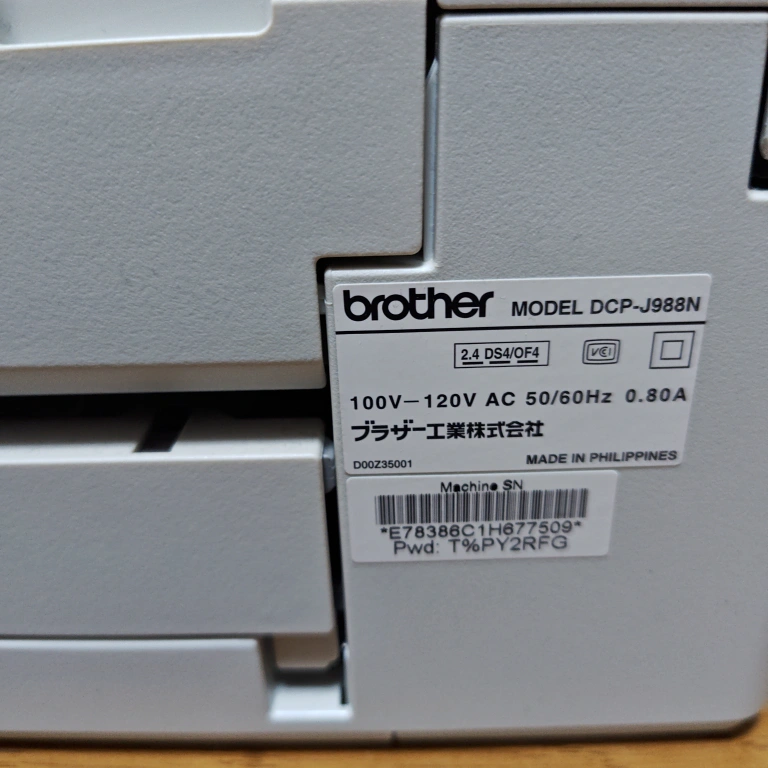 brother MODEL DCP-J988N
2.4 DS4/OF4 VCI
100V－120V AC 50/60Hz 0.80A
ブラザー工業株式会社
D00Z35001 MADE IN PHILIPPINES
Machine SN
*E78386C1H677509*
Pwd: T%PY2RFG